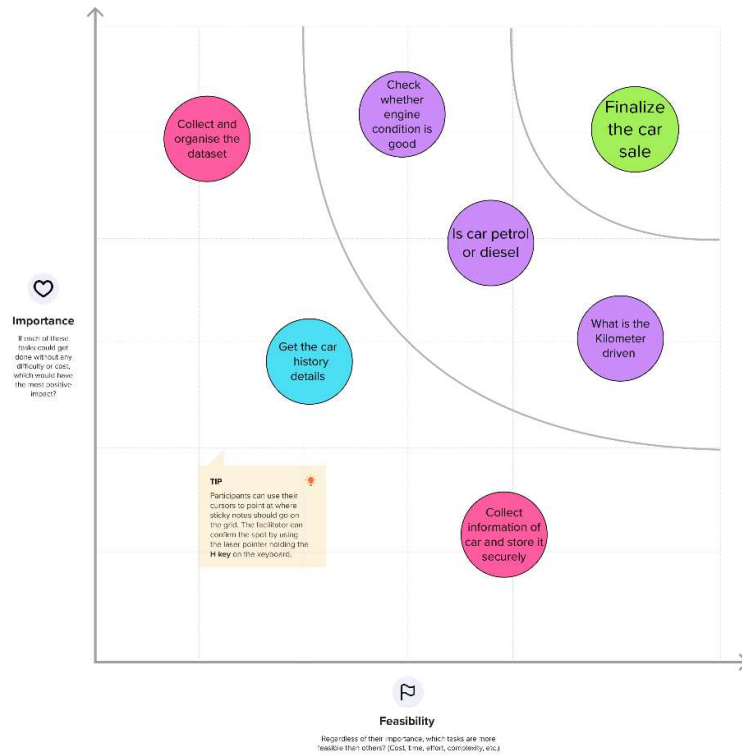 Check
whether
engine
condition is
good
Collect and
organise the
dataset
Finalize
the car
sale
Is car petrol
or diesel
Importance
If each of these
tasks could get
done without any
difficulty or cost,
which would have
the most positive
impact?
Get the car
history
details
What is the
Kilometer
driven
TIP
Participants can use their
cursors to point at where
sticky notes should go on
the grid. The facilitator can
confirm the spot by using
the laser pointer holding the
H key on the keyboard.
Collect
information of
car and store it
securely
Feasibility
Regardless of their importance, which tasks are more
feasible than others? (Cost, time, effort, complexity, etc.)